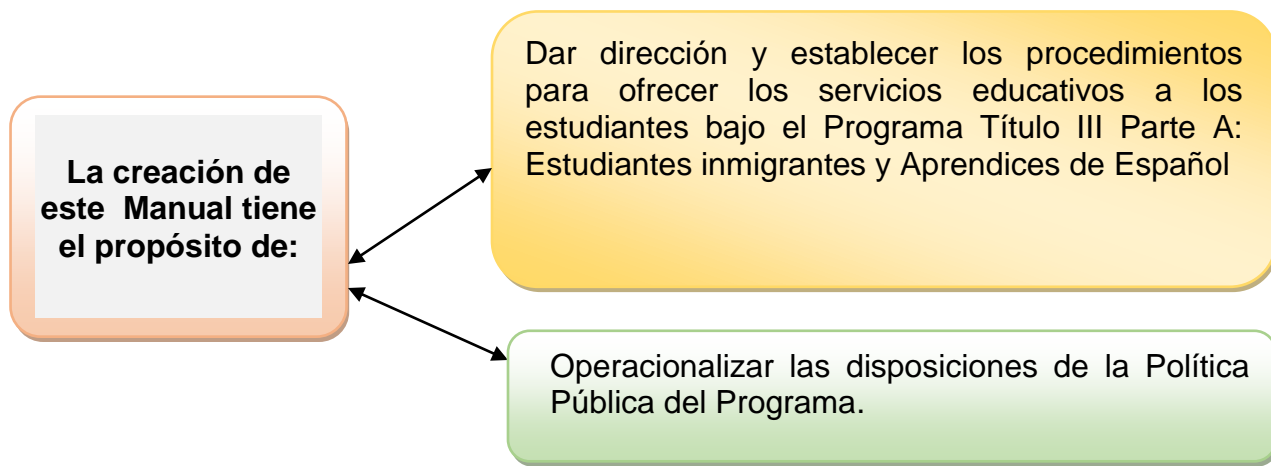 La creación de
este Manual tiene
el propósito de:
Dar dirección y establecer los procedimientos
para ofrecer los servicios educativos a los
estudiantes bajo el Programa Título III Parte A:
Estudiantes inmigrantes y Aprendices de Español
Operacionalizar las disposiciones de la Política
Pública del Programa.